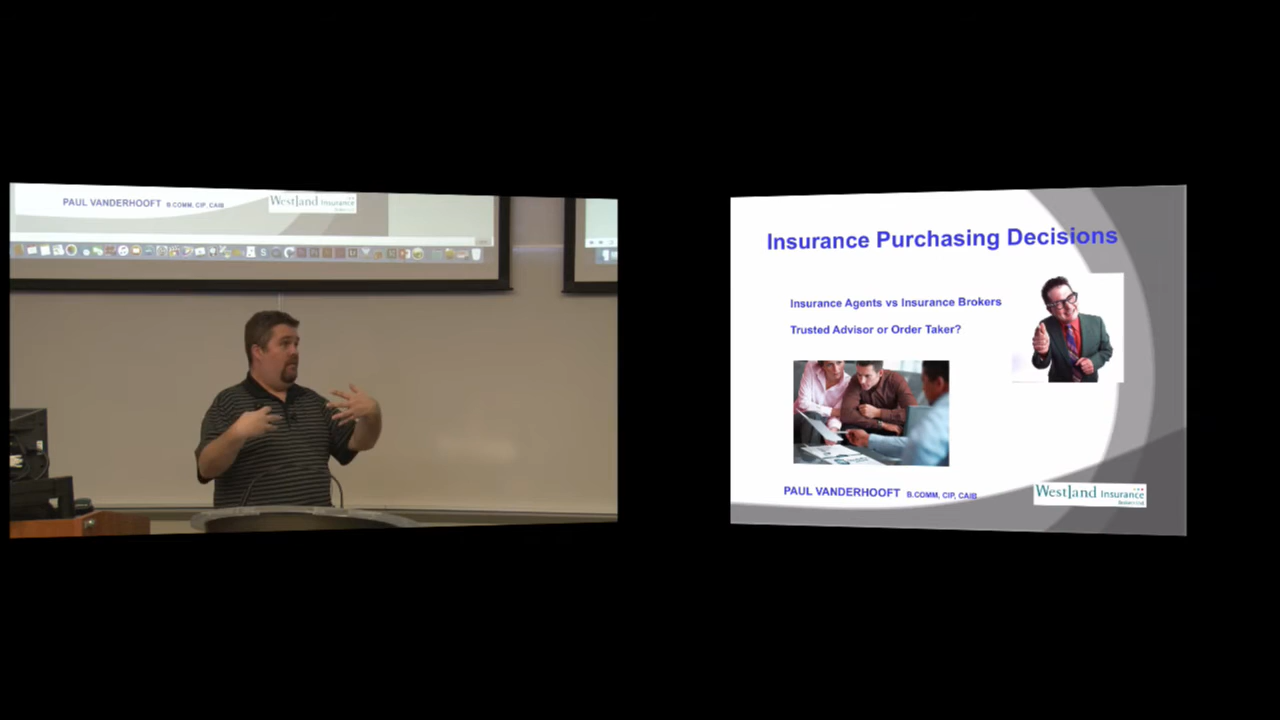 PAUL VANDERHOOFT B.COMM, CIP, CAIB
Westland Insurance
Insurance Purchasing Decisions
Insurance Agents vs Insurance Brokers
Trusted Advisor or Order Taker?
PAUL VANDERHOOFT B.COMM, CIP, CAIB
Westland Insurance